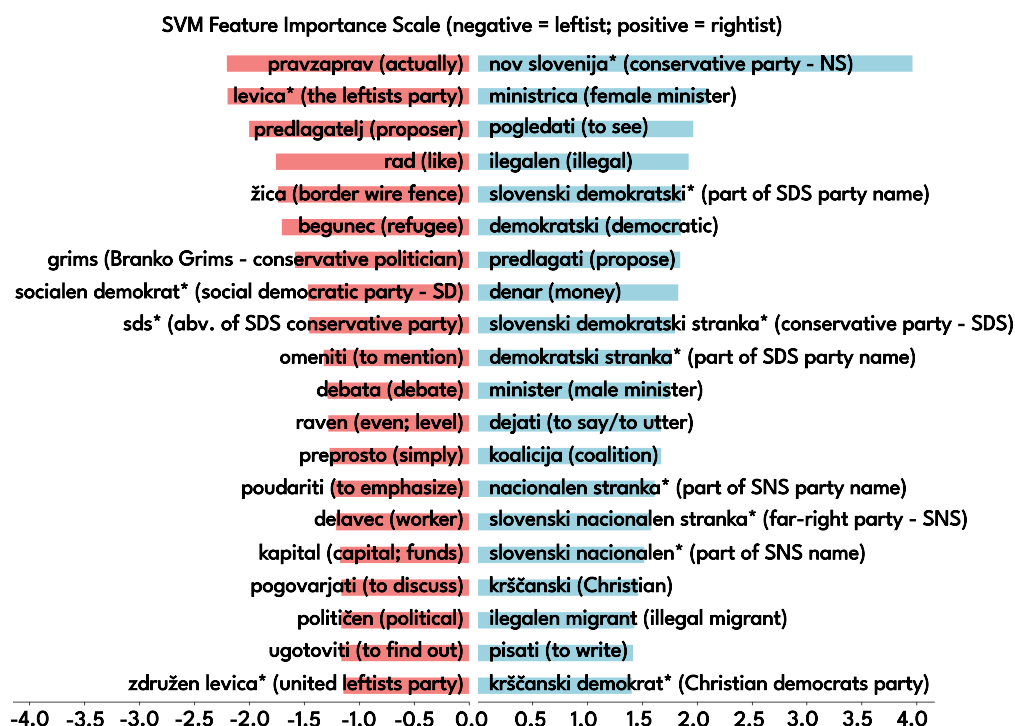 SVM Feature Importance Scale (negative = leftist; positive = rightist)
pravzaprav (actually) nov slovenija* (conservative party - NS)
levica* (the leftists party) ministrica (female minister)
predlagatelj (proposer) pogledati (to see)
rad (like) ilegalen (illegal)
žica (border wire fence) slovenski demokratski* (part of SDS party name)
begunec (refugee) demokratski (democratic)
grims (Branko Grims - conservative politician) predlagati (propose)
socialen demokrat* (social democratic party - SD) denar (money)
sds* (abv. of SDS conservative party) slovenski demokratski stranka* (conservative party - SDS)
omeniti (to mention) demokratski stranka* (part of SDS party name)
debata (debate) minister (male minister)
raven (even; level) dejati (to say/to utter)
preprosto (simply) koalicija (coalition)
poudariti (to emphasize) nacionalen stranka* (part of SNS party name)
delavec (worker) slovenski nacionalen stranka* (far-right party - SNS)
kapital (capital; funds) slovenski nacionalen* (part of SNS name)
pogovarjati (to discuss) krščanski (Christian)
političen (political) ilegalen migrant (illegal migrant)
ugotoviti (to find out) pisati (to write)
združen levica* (united leftists party) krščanski demokrat* (Christian democrats party)
-4.0 -3.5 -3.0 -2.5 -2.0 -1.5 -1.0 -0.5 0.0 0.5 1.0 1.5 2.0 2.5 3.0 3.5 4.0